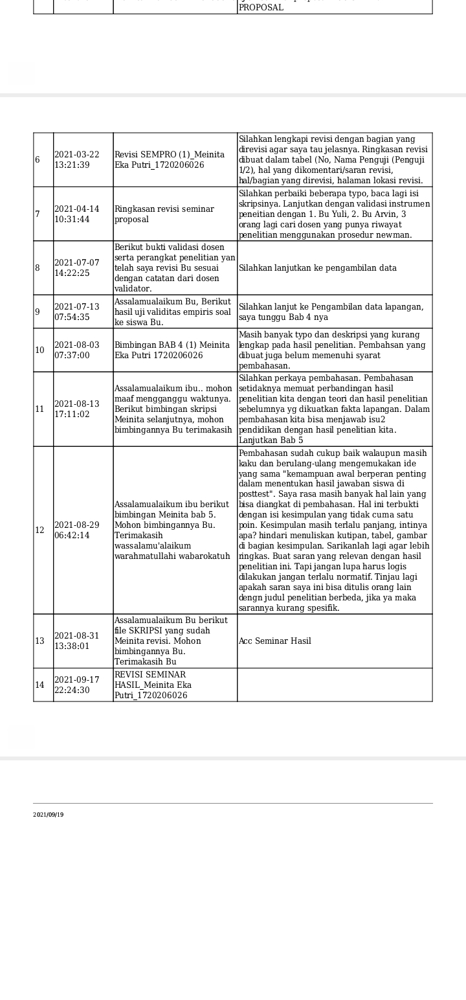 PROPOSAL
6
2021-03-22
13:21:39
Revisi SEMPRO (1)_Meinita
Eka Putri_1720206026
Silahkan lengkapi revisi dengan bagian yang
direvisi agar saya tau jelasnya. Ringkasan revisi
dibuat dalam tabel (No, Nama Penguji (Penguji
1/2), hal yang dikomentari/saran revisi,
hal/bagian yang direvisi, halaman lokasi revisi.
7
2021-04-14
10:31:44
Ringkasan revisi seminar
proposal
Silahkan perbaiki beberapa typo, baca lagi isi
skripsinya. Lanjutkan dengan validasi instrumen
peneitian dengan 1. Bu Yuli, 2. Bu Arvin, 3
orang lagi cari dosen yang punya riwayat
penelitian menggunakan prosedur newman.
8
2021-07-07
14:22:25
Berikut bukti validasi dosen
serta perangkat penelitian yan
telah saya revisi Bu sesuai
dengan catatan dari dosen
validator.
Silahkan lanjutkan ke pengambilan data
9
2021-07-13
07:54:35
Assalamualaikum Bu, Berikut
hasil uji validitas empiris soal
ke siswa Bu.
Silahkan lanjut ke Pengambilan data lapangan,
saya tunggu Bab 4 nya
10
2021-08-03
07:37:00
Bimbingan BAB 4 (1) Meinita
Eka Putri 1720206026
Masih banyak typo dan deskripsi yang kurang
lengkap pada hasil penelitian. Pembahsan yang
dibuat juga belum memenuhi syarat
pembahasan.
11
2021-08-13
17:11:02
Assalamualaikum ibu.. mohon
maaf mengganggu waktunya.
Berikut bimbingan skripsi
Meinita selanjutnya, mohon
bimbingannya Bu terimakasih
Silahkan perkaya pembahasan. Pembahasan
setidaknya memuat perbandingan hasil
penelitian kita dengan teori dan hasil penelitian
sebelumnya yg dikuatkan fakta lapangan. Dalam
pembahasan kita bisa menjawab isu2
pendidikan dengan hasil penelitian kita.
Lanjutkan Bab 5
12
2021-08-29
06:42:14
Assalamualaikum ibu berikut
bimbingan Meinita bab 5.
Mohon bimbingannya Bu.
Terimakasih
wassalamu'alaikum
warahmatullahi wabarokatuh
Pembahasan sudah cukup baik walaupun masih
kaku dan berulang-ulang mengemukakan ide
yang sama "kemampuan awal berperan penting
dalam menentukan hasil jawaban siswa di
posttest". Saya rasa masih banyak hal lain yang
bisa diangkat di pembahasan. Hal ini terbukti
dengan isi kesimpulan yang tidak cuma satu
poin. Kesimpulan masih terlalu panjang, intinya
apa? hindari menuliskan kutipan, tabel, gambar
di bagian kesimpulan. Sarikanlah lagi agar lebih
ringkas. Buat saran yang relevan dengan hasil
penelitian ini. Tapi jangan lupa harus logis
dilakukan jangan terlalu normatif. Tinjau lagi
apakah saran saya ini bisa ditulis orang lain
dengn judul penelitian berbeda, jika ya maka
sarannya kurang spesifik.
13
2021-08-31
13:38:01
Assalamualaikum Bu berikut
file SKRIPSI yang sudah
Meinita revisi. Mohon
bimbingannya Bu.
Terimakasih Bu
Acc Seminar Hasil
14
2021-09-17
22:24:30
REVISI SEMINAR
HASIL_Meinita Eka
Putri_1720206026
2021/09/19